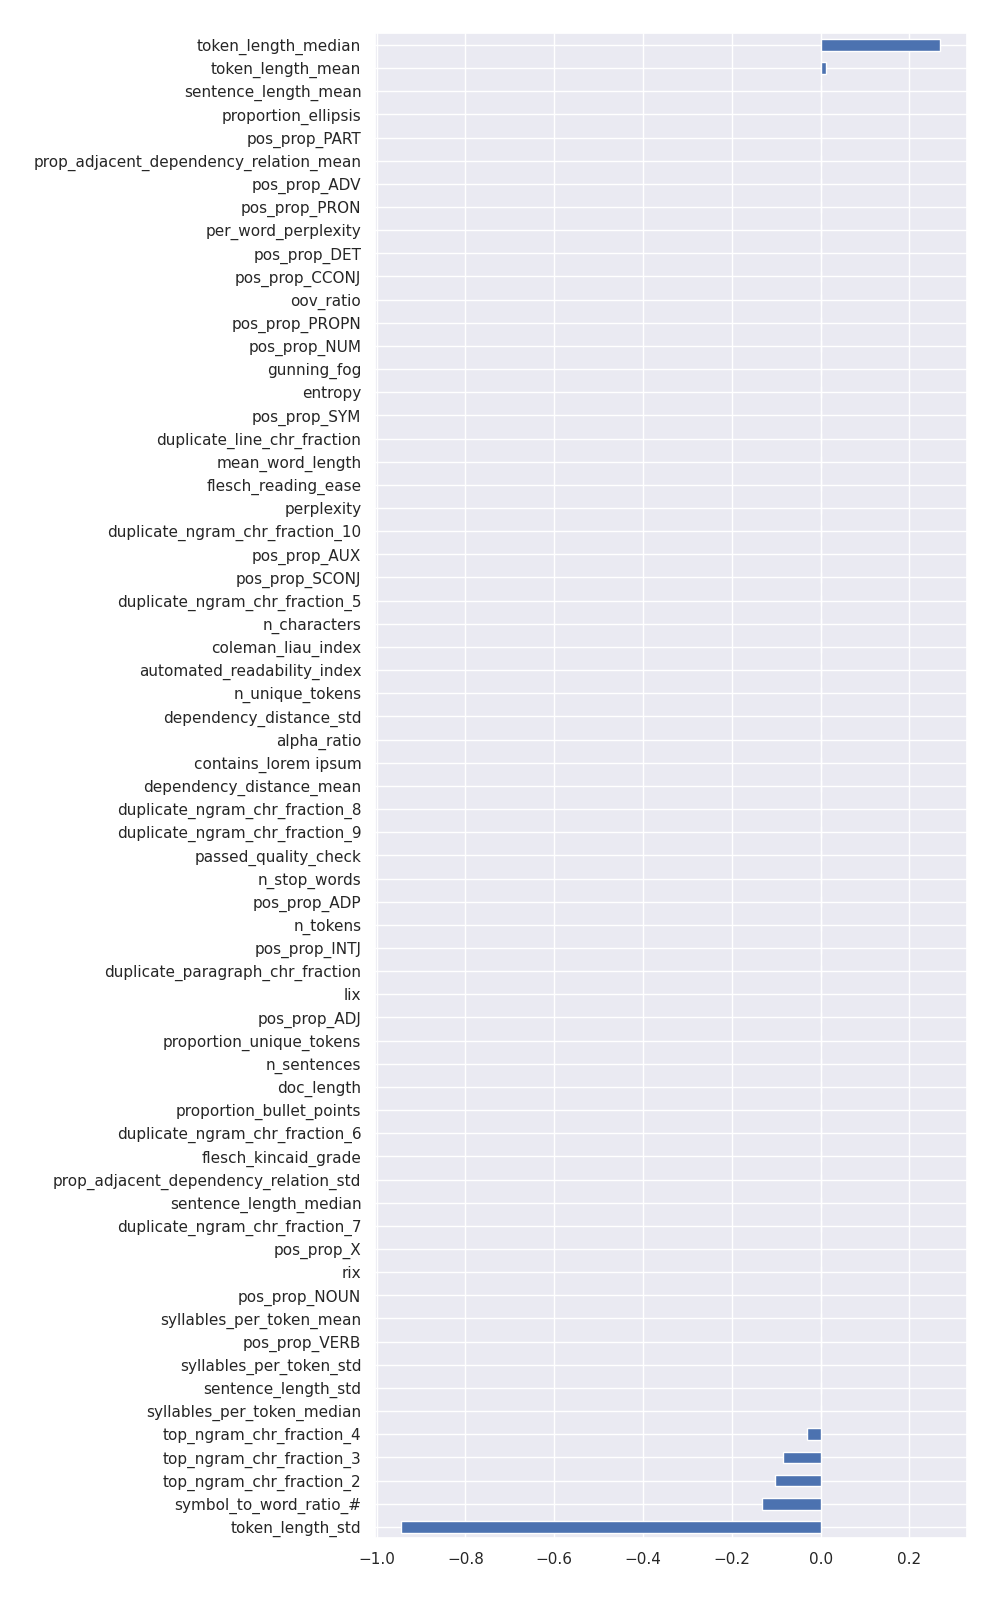 token_length_median
token_length_mean
sentence_length_mean
proportion_ellipsis
pos_prop_PART
prop_adjacent_dependency_relation_mean
pos_prop_ADV
pos_prop_PRON
per_word_perplexity
pos_prop_DET
pos_prop_CCONJ
oov_ratio
pos_prop_PROPN
pos_prop_NUM
gunning_fog
entropy
pos_prop_SYM
duplicate_line_chr_fraction
mean_word_length
flesch_reading_ease
perplexity
duplicate_ngram_chr_fraction_10
pos_prop_AUX
pos_prop_SCONJ
duplicate_ngram_chr_fraction_5
n_characters
coleman_liau_index
automated_readability_index
n_unique_tokens
dependency_distance_std
alpha_ratio
contains_lorem ipsum
dependency_distance_mean
duplicate_ngram_chr_fraction_8
duplicate_ngram_chr_fraction_9
passed_quality_check
n_stop_words
pos_prop_ADP
n_tokens
pos_prop_INTJ
duplicate_paragraph_chr_fraction
lix
pos_prop_ADJ
proportion_unique_tokens
n_sentences
doc_length
proportion_bullet_points
duplicate_ngram_chr_fraction_6
flesch_kincaid_grade
prop_adjacent_dependency_relation_std
sentence_length_median
duplicate_ngram_chr_fraction_7
pos_prop_X
rix
pos_prop_NOUN
syllables_per_token_mean
pos_prop_VERB
syllables_per_token_std
sentence_length_std
syllables_per_token_median
top_ngram_chr_fraction_4
top_ngram_chr_fraction_3
top_ngram_chr_fraction_2
symbol_to_word_ratio_#
token_length_std
−1.0 −0.8 −0.6 −0.4 −0.2 0.0 0.2